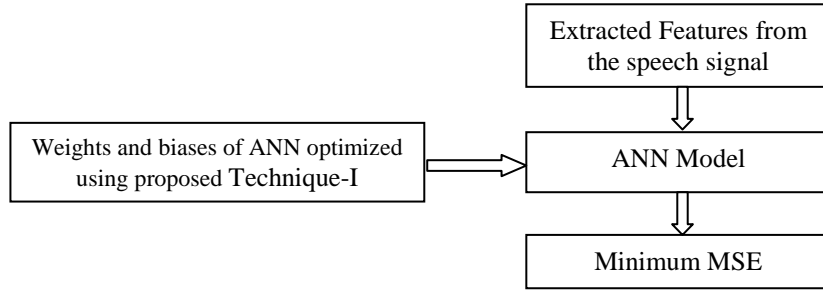 Extracted Features from
the speech signal
Weights and biases of ANN optimized
using proposed Technique-I
ANN Model
Minimum MSE